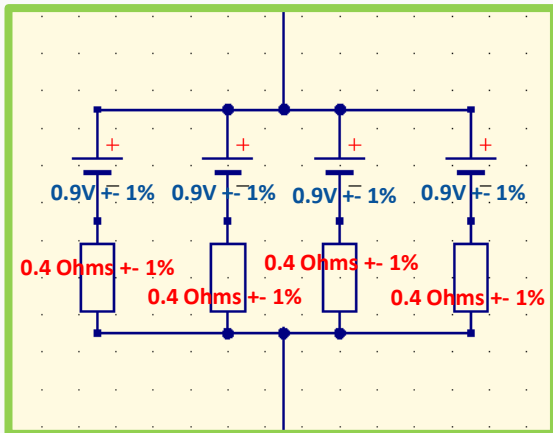 + + + +
0.9V +- 1% 0.9V +- 1% 0.9V +- 1% 0.9V +- 1%
0.4 Ohms +- 1% 0.4 Ohms +- 1%
0.4 Ohms +- 1% 0.4 Ohms +- 1%